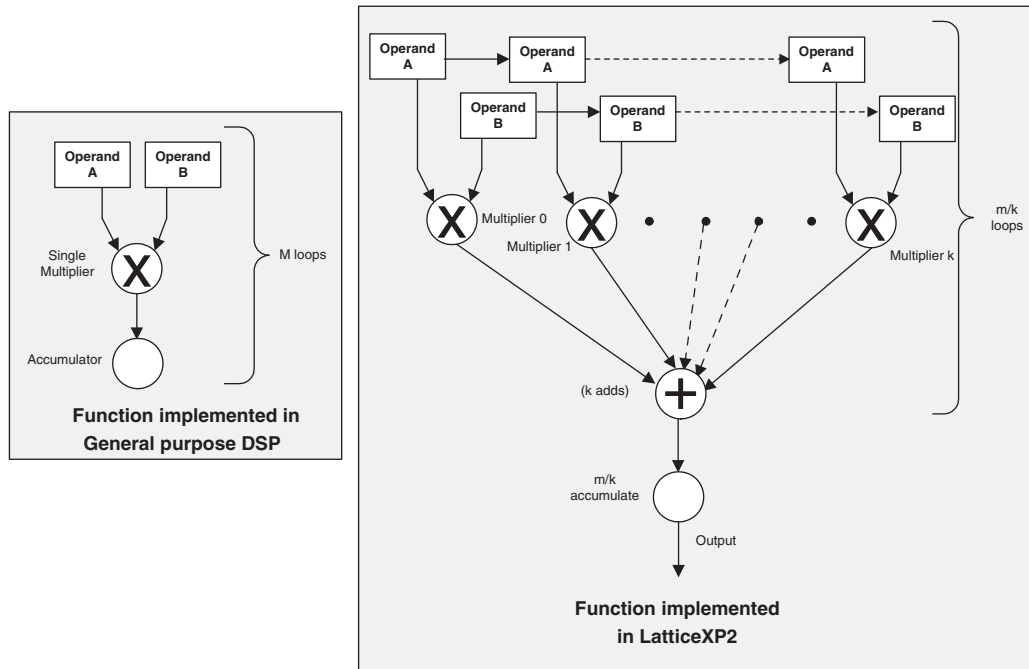 Operand
A
Operand
B
Single
Multiplier
X
M loops
Accumulator
Function implemented in
General purpose DSP
Operand
A
Operand
A
Operand
A
Operand
B
Operand
B
Operand
B
X
Multiplier 0
X
Multiplier 1
X
Multiplier k
m/k
loops
(k adds)
+
m/k
accumulate
Output
Function implemented
in LatticeXP2